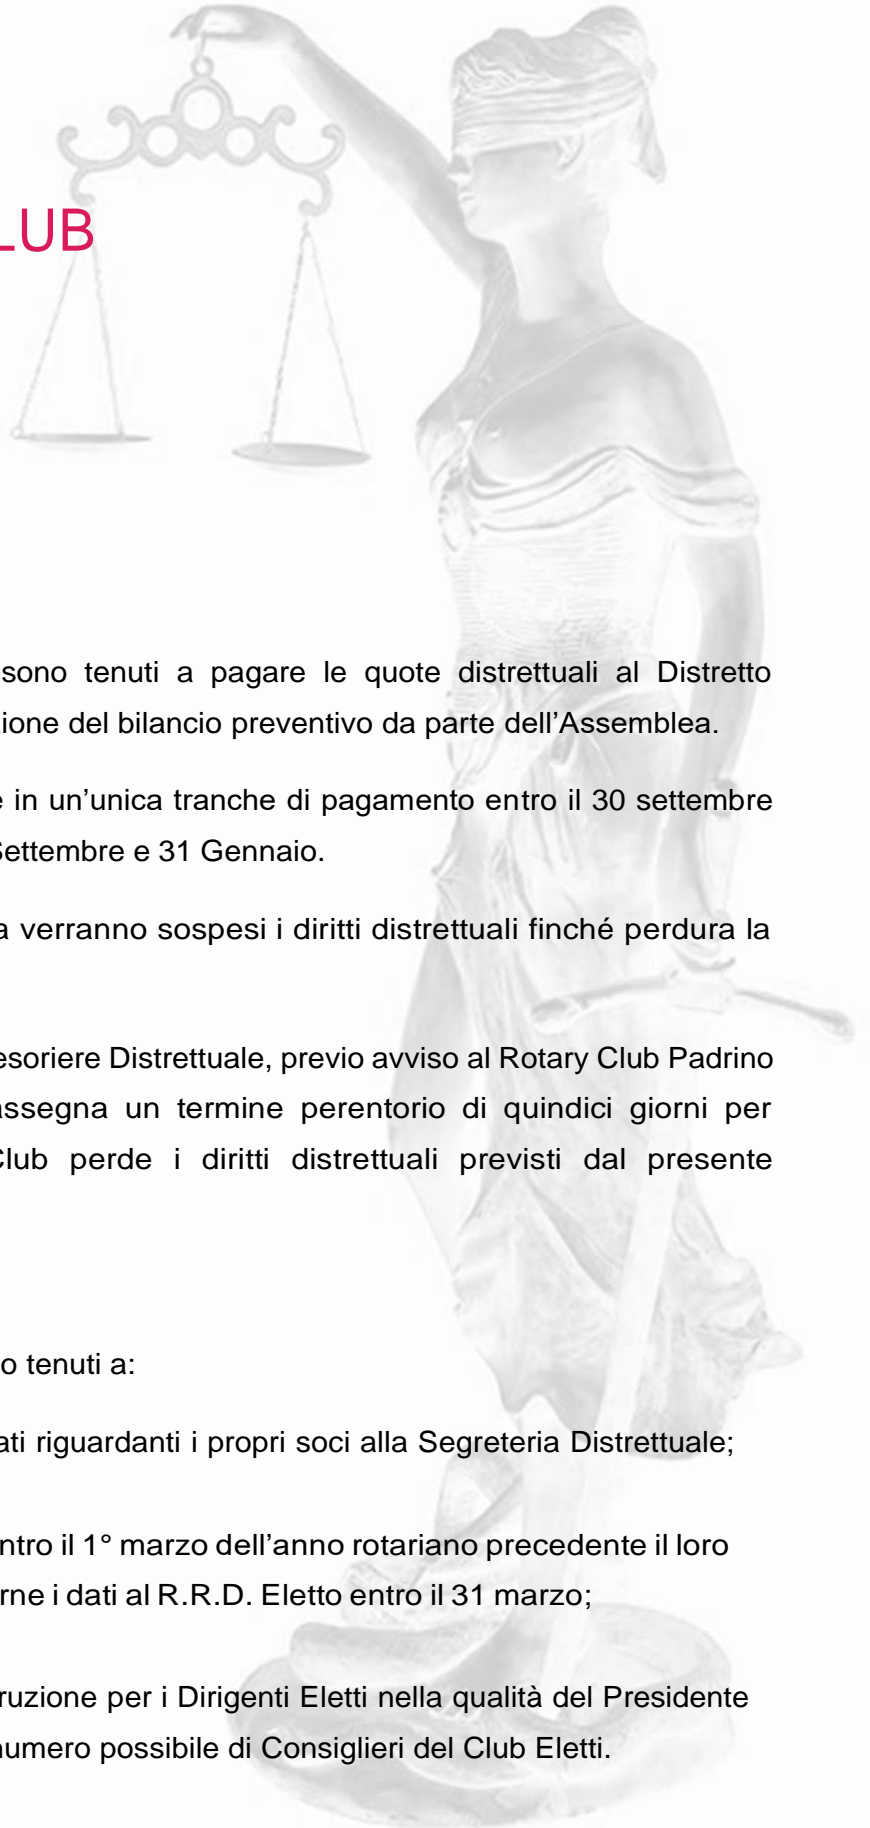 LUB
sono tenuti a pagare le quote distrettuali al Distretto
zione del bilancio preventivo da parte dell’Assemblea.
e in un’unica tranche di pagamento entro il 30 settembre
Settembre e 31 Gennaio.
a verranno sospesi i diritti distrettuali finché perdura la
esoriere Distrettuale, previo avviso al Rotary Club Padrino
assegna un termine perentorio di quindici giorni per
Club perde i diritti distrettuali previsti dal presente
o tenuti a:
ati riguardanti i propri soci alla Segreteria Distrettuale;
ntro il 1° marzo dell’anno rotariano precedente il loro
rne i dati al R.R.D. Eletto entro il 31 marzo;
ruzione per i Dirigenti Eletti nella qualità del Presidente
numero possibile di Consiglieri del Club Eletti.